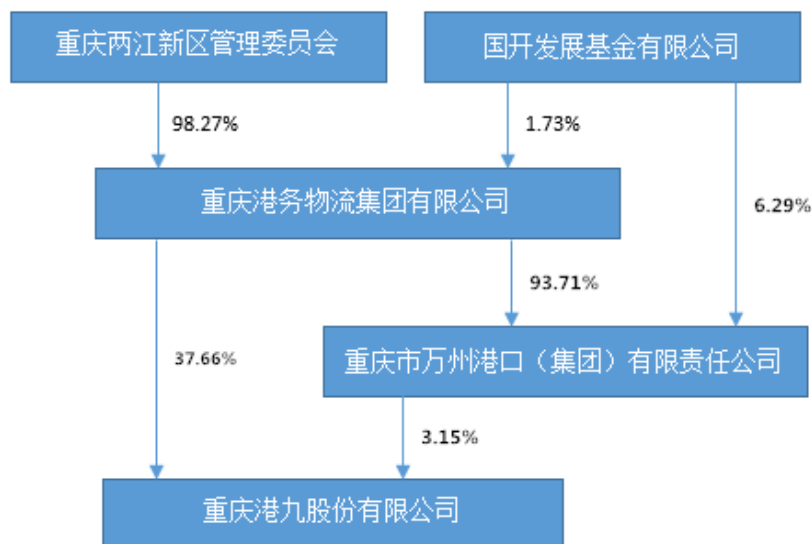 重庆两江新区管理委员会
国开发展基金有限公司
98.27%
1.73%
重庆港务物流集团有限公司
6.29%
93.71%
37.66%
重庆市万州港口（集团）有限责任公司
3.15%
重庆港九股份有限公司